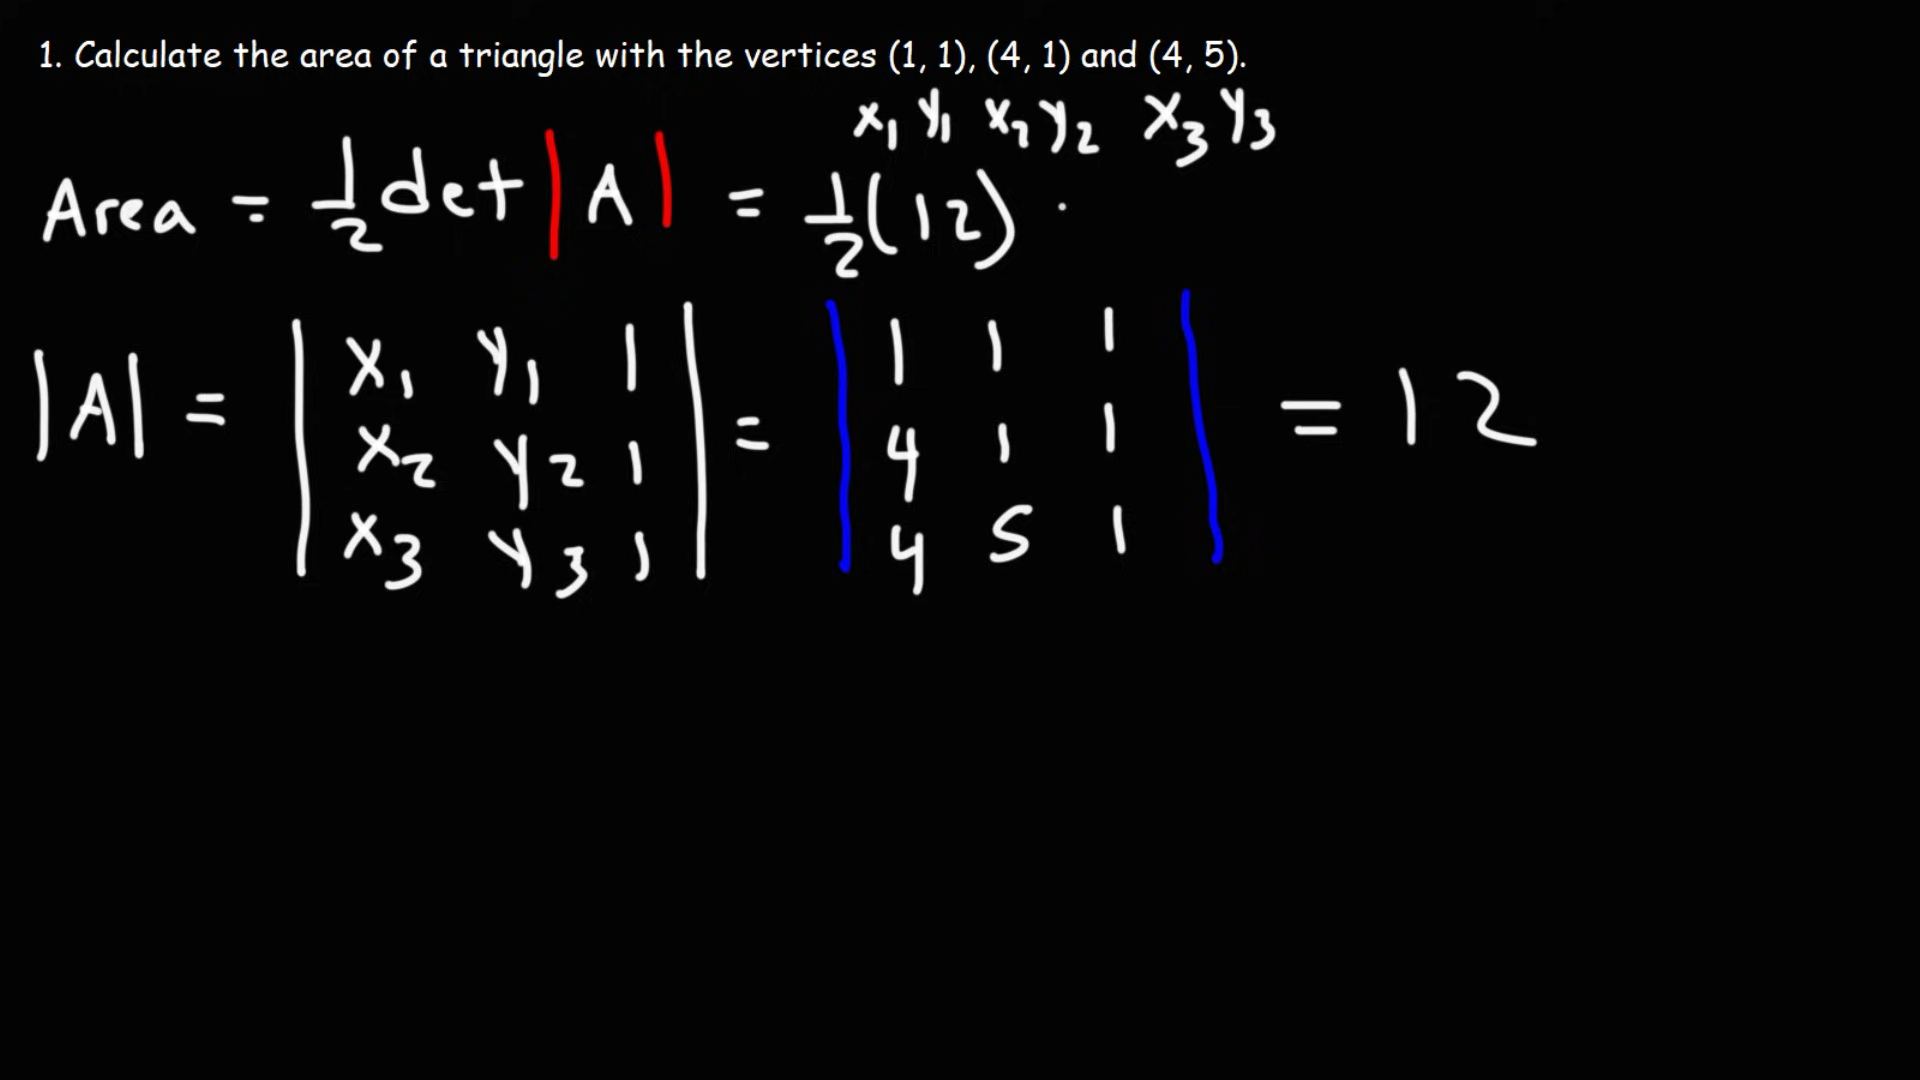 1. Calculate the area of a triangle with the vertices (1, 1), (4, 1) and (4, 5).
x₁ y₁ x₂ y₂ x₃ y₃
Area = 1/2 det |A| = 1/2 (12)
|A| = | x₁ y₁ 1 | = | 1 1 1 | = 12
x₂ y₂ 1 4 1 1
x₃ y₃ 1 4 5 1